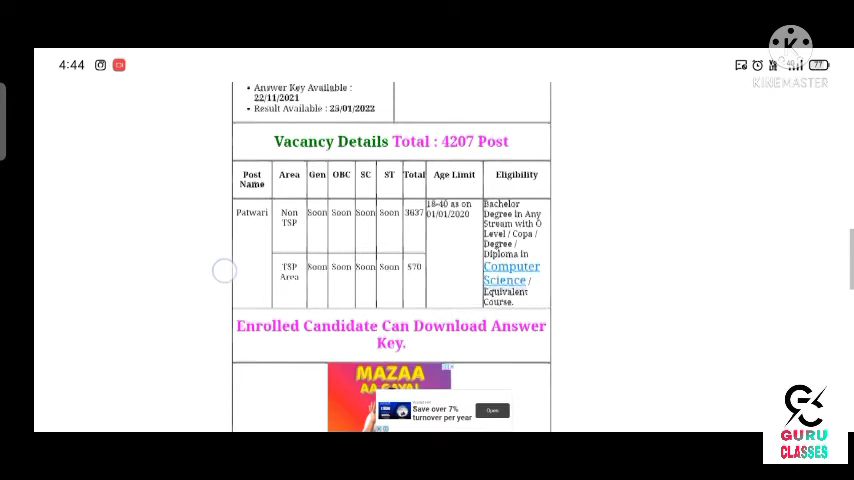 4:44
4G
77
KINEMASTER
• Answer Key Available :
22/11/2021
• Result Available : 25/01/2022
Vacancy Details Total : 4207 Post
Post Name Area Gen OBC SC ST Total Age Limit Eligibility
Patwari Non TSP Soon Soon Soon Soon 3637 18-40 as on 01/01/2020
TSP Area Soon Soon Soon Soon 570
Bachelor
Degree in Any
Stream with O
Level / Copa /
Degree /
Diploma in
Computer
Science /
Equivalent
Course.
Enrolled Candidate Can Download Answer
Key.
MAZAA
AA GAYA!
Save over 7%
turnover per year
Open
GURU
CLASSES